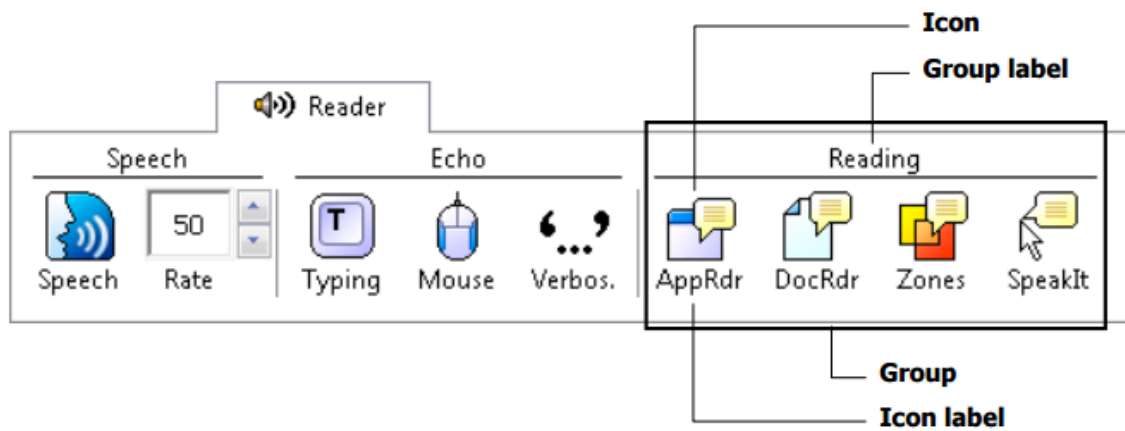 Icon
Group label
Reader
Speech Echo Reading
50 T
Speech Rate Typing Mouse Verbos. AppRdr DocRdr Zones SpeakIt
Group
Icon label